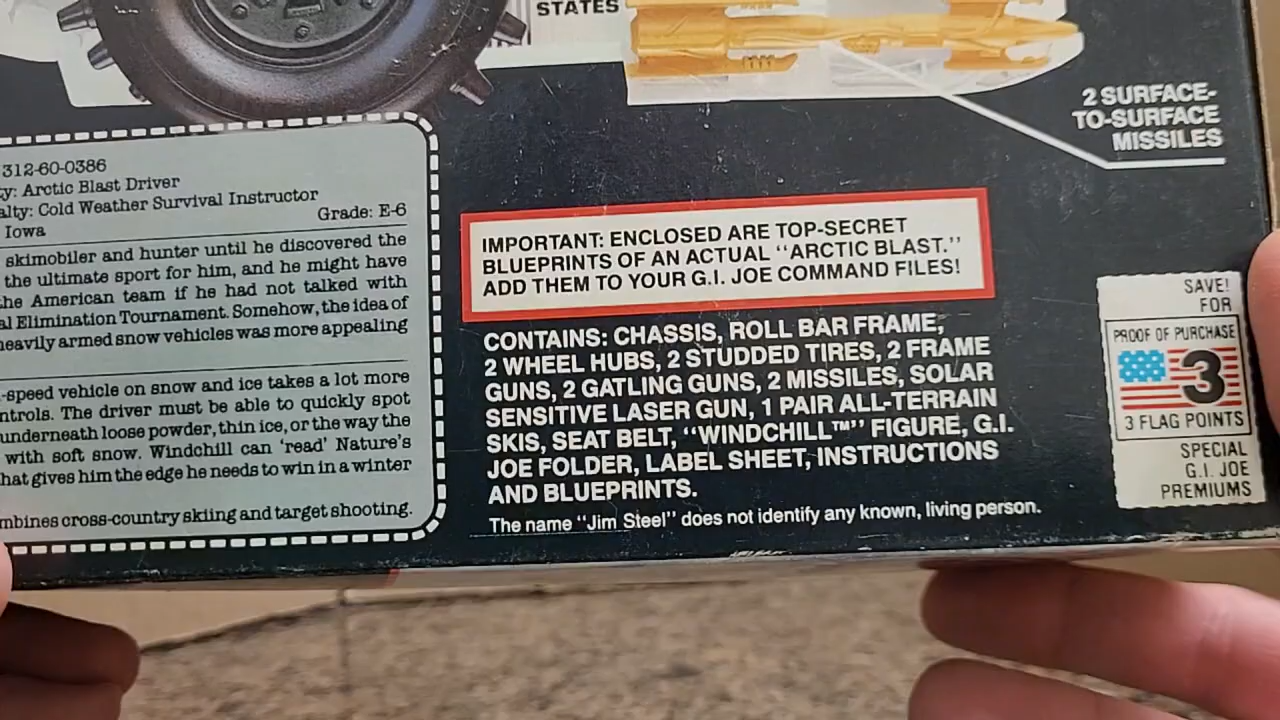 STATES
2 SURFACE-
TO-SURFACE
MISSILES
312-60-0386
ty: Arctic Blast Driver
alty: Cold Weather Survival Instructor
Grade: E-6
Iowa
skimobiler and hunter until he discovered the
the ultimate sport for him, and he might have
the American team if he had not talked with
al Elimination Tournament. Somehow, the idea of
heavily armed snow vehicles was more appealing
-speed vehicle on snow and ice takes a lot more
ntrols. The driver must be able to quickly spot
underneath loose powder, thin ice, or the way the
with soft snow. Windchill can 'read' Nature's
hat gives him the edge he needs to win in a winter
mbines cross-country skiing and target shooting.
IMPORTANT: ENCLOSED ARE TOP-SECRET
BLUEPRINTS OF AN ACTUAL "ARCTIC BLAST."
ADD THEM TO YOUR G.I. JOE COMMAND FILES!
CONTAINS: CHASSIS, ROLL BAR FRAME,
2 WHEEL HUBS, 2 STUDDED TIRES, 2 FRAME
GUNS, 2 GATLING GUNS, 2 MISSILES, SOLAR
SENSITIVE LASER GUN, 1 PAIR ALL-TERRAIN
SKIS, SEAT BELT, "WINDCHILL™" FIGURE, G.I.
JOE FOLDER, LABEL SHEET, INSTRUCTIONS
AND BLUEPRINTS.
The name "Jim Steel" does not identify any known, living person.
SAVE!
FOR
PROOF OF PURCHASE
3
3 FLAG POINTS
SPECIAL
G.I. JOE
PREMIUMS